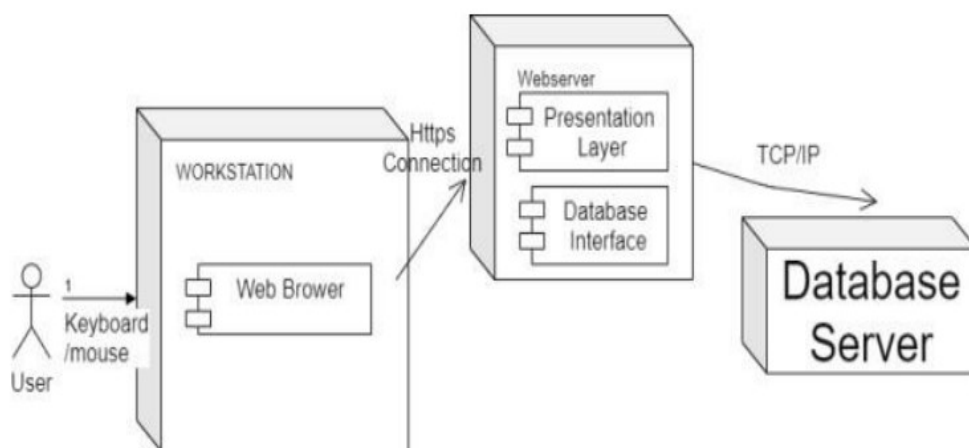 User
1
Keyboard
/mouse
WORKSTATION
Web Brower
Https
Connection
Webserver
Presentation
Layer
Database
Interface
TCP/IP
Database
Server